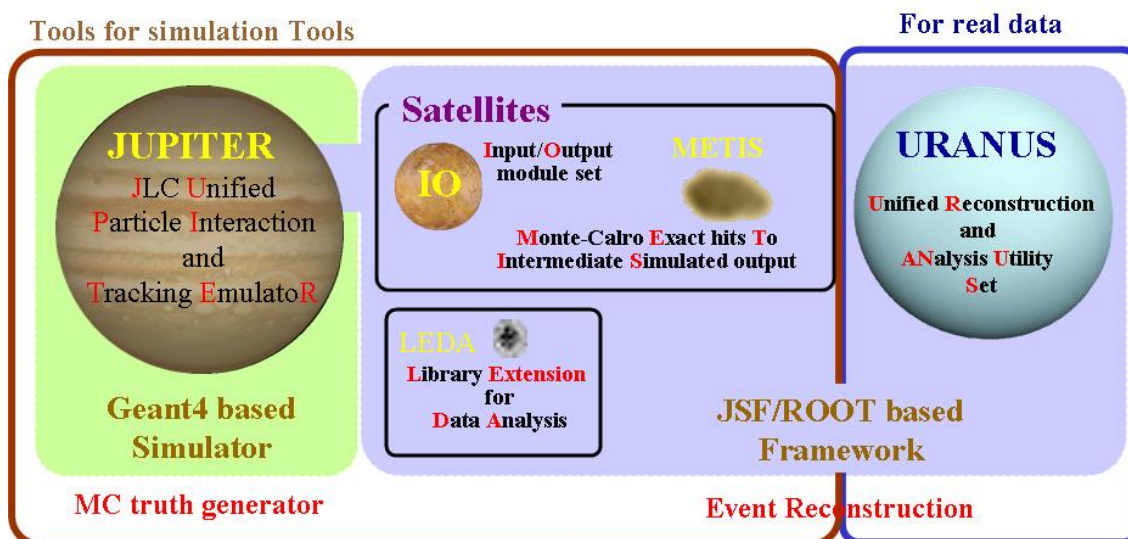 Tools for simulation Tools
For real data
JUPITER
JLC Unified
Particle Interaction
and
Tracking EmulatoR
Geant4 based
Simulator
MC truth generator
Satellites
IO
Input/Output
module set
METIS
Monte-Calro Exact hits To
Intermediate Simulated output
LEDA
Library Extension
for
Data Analysis
JSF/ROOT based
Framework
Event Reconstruction
URANUS
Unified Reconstruction
and
ANalysis Utility
Set